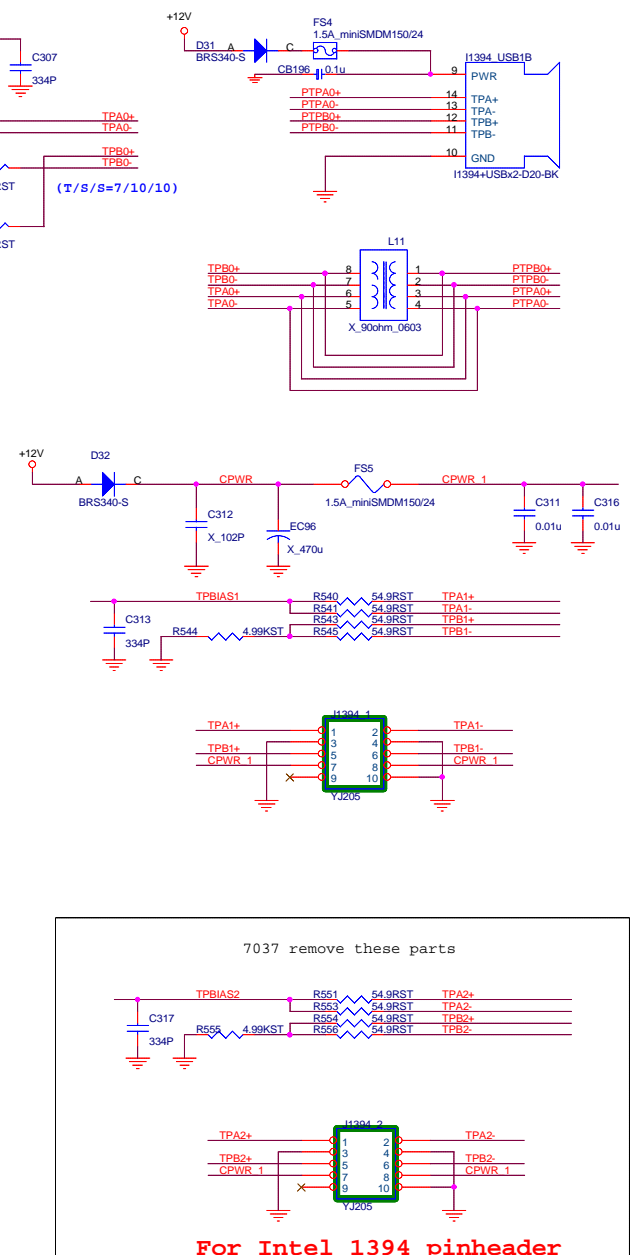 +12V
FS4
1.5A_miniSMDM150/24
D31 A C
BRS340-S
I1394_USB1B
C307
CB196 0.1u
9 PWR
334P
PTPA0+ 14 TPA+
PTPA0- 13 TPA-
PTPB0+ 12 TPB+
PTPB0- 11 TPB-
TPA0+
TPA0-
TPB0+
TPB0-
10 GND
I1394+USBx2-D20-BK
ST (T/S/S=7/10/10)
ST
L11
TPB0+ 8 1 PTPB0+
TPB0- 7 2 PTPB0-
TPA0+ 6 3 PTPA0+
TPA0- 5 4 PTPA0-
X_90ohm_0603
+12V
D32
FS5
A C CPWR CPWR_1
BRS340-S
1.5A_miniSMDM150/24
C312
X_102P
EC96
X_470u
C311
0.01u
C316
0.01u
TPBIAS1 R540 54.9RST TPA1+
R541 54.9RST TPA1-
C313
R543 54.9RST TPB1+
R544 4.99KST R545 54.9RST TPB1-
334P
J1394_1
TPA1+ 1 2 TPA1-
3 4
TPB1+ 5 6 TPB1-
CPWR_1 7 8 CPWR_1
9 10
YJ205
7037 remove these parts
TPBIAS2 R551 54.9RST TPA2+
R553 54.9RST TPA2-
C317
R554 54.9RST TPB2+
R555 4.99KST R556 54.9RST TPB2-
334P
J1394_2
TPA2+ 1 2 TPA2-
3 4
TPB2+ 5 6 TPB2-
CPWR_1 7 8 CPWR_1
9 10
YJ205
For Intel 1394 pinheader